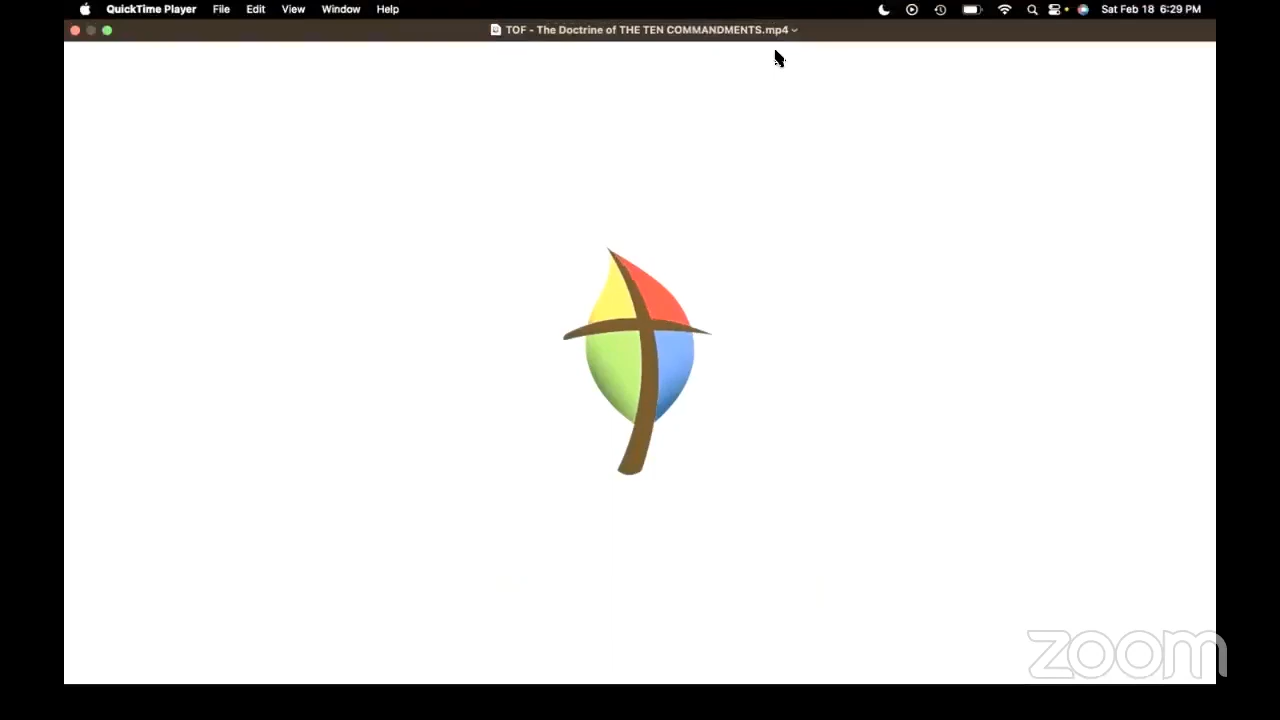 QuickTime Player File Edit View Window Help Sat Feb 18 6:29 PM
TOF - The Doctrine of THE TEN COMMANDMENTS.mp4
zoom